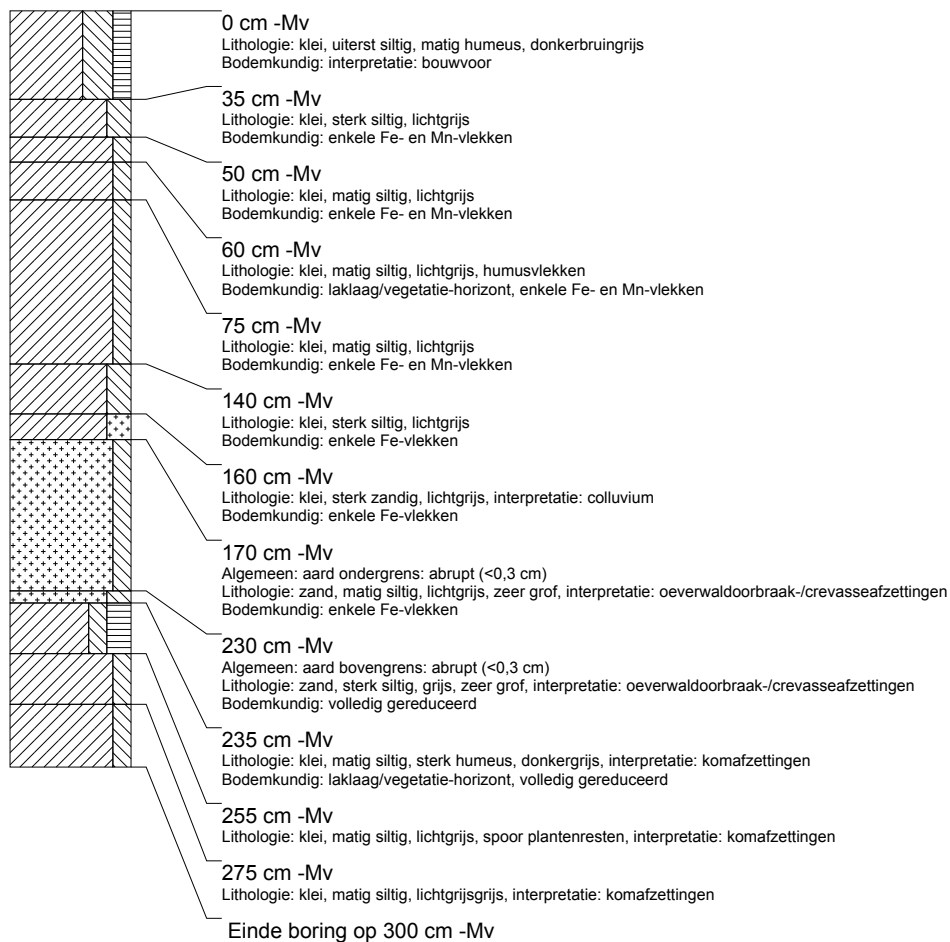 0 cm -Mv
Lithologie: klei, uiterst siltig, matig humeus, donkerbruingrijs
Bodemkundig: interpretatie: bouwvoor
35 cm -Mv
Lithologie: klei, sterk siltig, lichtgrijs
Bodemkundig: enkele Fe- en Mn-vlekken
50 cm -Mv
Lithologie: klei, matig siltig, lichtgrijs
Bodemkundig: enkele Fe- en Mn-vlekken
60 cm -Mv
Lithologie: klei, matig siltig, lichtgrijs, humusvlekken
Bodemkundig: laklaag/vegetatie-horizont, enkele Fe- en Mn-vlekken
75 cm -Mv
Lithologie: klei, matig siltig, lichtgrijs
Bodemkundig: enkele Fe- en Mn-vlekken
140 cm -Mv
Lithologie: klei, sterk siltig, lichtgrijs
Bodemkundig: enkele Fe-vlekken
160 cm -Mv
Lithologie: klei, sterk zandig, lichtgrijs, interpretatie: colluvium
Bodemkundig: enkele Fe-vlekken
170 cm -Mv
Algemeen: aard ondergrens: abrupt (<0,3 cm)
Lithologie: zand, matig siltig, lichtgrijs, zeer grof, interpretatie: oeverwaldoorbraak-/crevasseafzettingen
Bodemkundig: enkele Fe-vlekken
230 cm -Mv
Algemeen: aard bovengrens: abrupt (<0,3 cm)
Lithologie: zand, sterk siltig, grijs, zeer grof, interpretatie: oeverwaldoorbraak-/crevasseafzettingen
Bodemkundig: volledig gereduceerd
235 cm -Mv
Lithologie: klei, matig siltig, sterk humeus, donkergrijs, interpretatie: komafzettingen
Bodemkundig: laklaag/vegetatie-horizont, volledig gereduceerd
255 cm -Mv
Lithologie: klei, matig siltig, lichtgrijs, spoor plantenresten, interpretatie: komafzettingen
275 cm -Mv
Lithologie: klei, matig siltig, lichtgrijsgrijs, interpretatie: komafzettingen
Einde boring op 300 cm -Mv